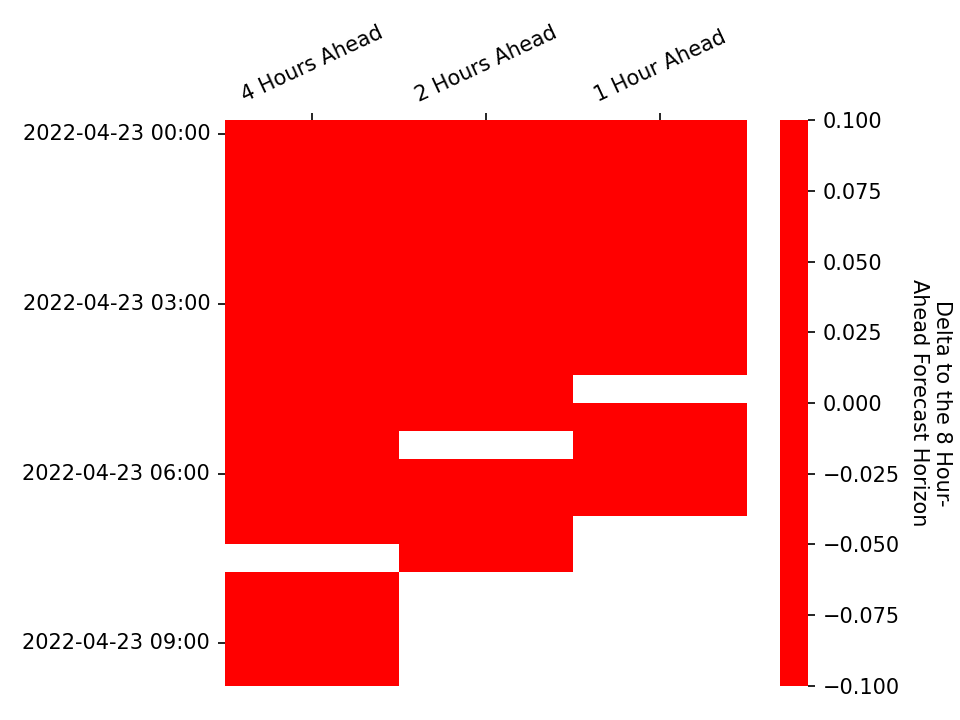 4 Hours Ahead
2 Hours Ahead
1 Hour Ahead
2022-04-23 00:00
2022-04-23 03:00
2022-04-23 06:00
2022-04-23 09:00
0.100
0.075
0.050
0.025
0.000
−0.025
−0.050
−0.075
−0.100
Delta to the 8 Hour-
Ahead Forecast Horizon